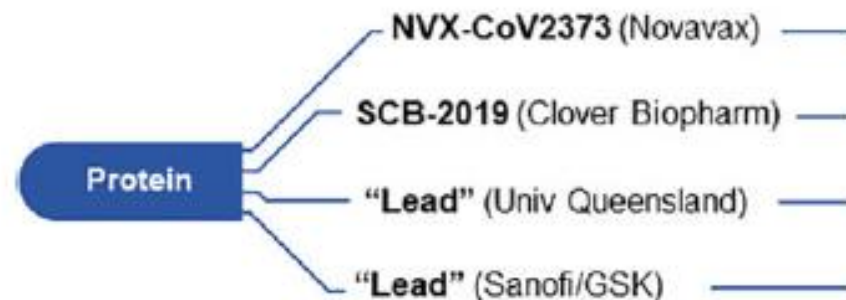 NVX-CoV2373 (Novavax)
SCB-2019 (Clover Biopharm)
Protein
“Lead” (Univ Queensland)
“Lead” (Sanofi/GSK)